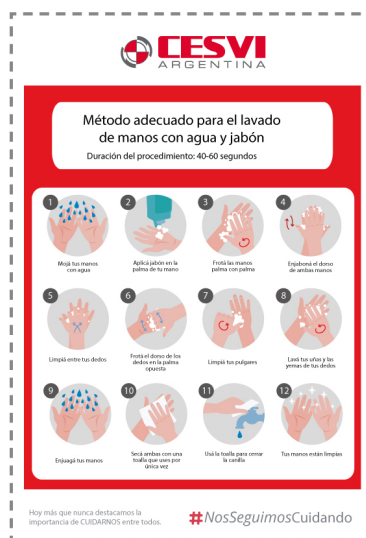 CESVI
ARGENTINA
Método adecuado para el lavado
de manos con agua y jabón
Duración del procedimiento: 40-60 segundos
1
Mojá tus manos
con agua
2
Aplicá jabón en la
palma de tu mano
3
Frotá las manos
palma con palma
4
Enjaboná el dorso
de ambas manos
5
Limpiá entre tus dedos
6
Frotá el dorso de los
dedos en la palma
opuesta
7
Limpiá tus pulgares
8
Lavá tus uñas y las
yemas de tus dedos
9
Enjuagá tus manos
10
Secá ambas con una
toalla que uses por
única vez
11
Usá la toalla para cerrar
la canilla
12
Tus manos están limpias
Hoy más que nunca destacamos la
importancia de CUIDARNOS entre todos.
#NosSeguimosCuidando